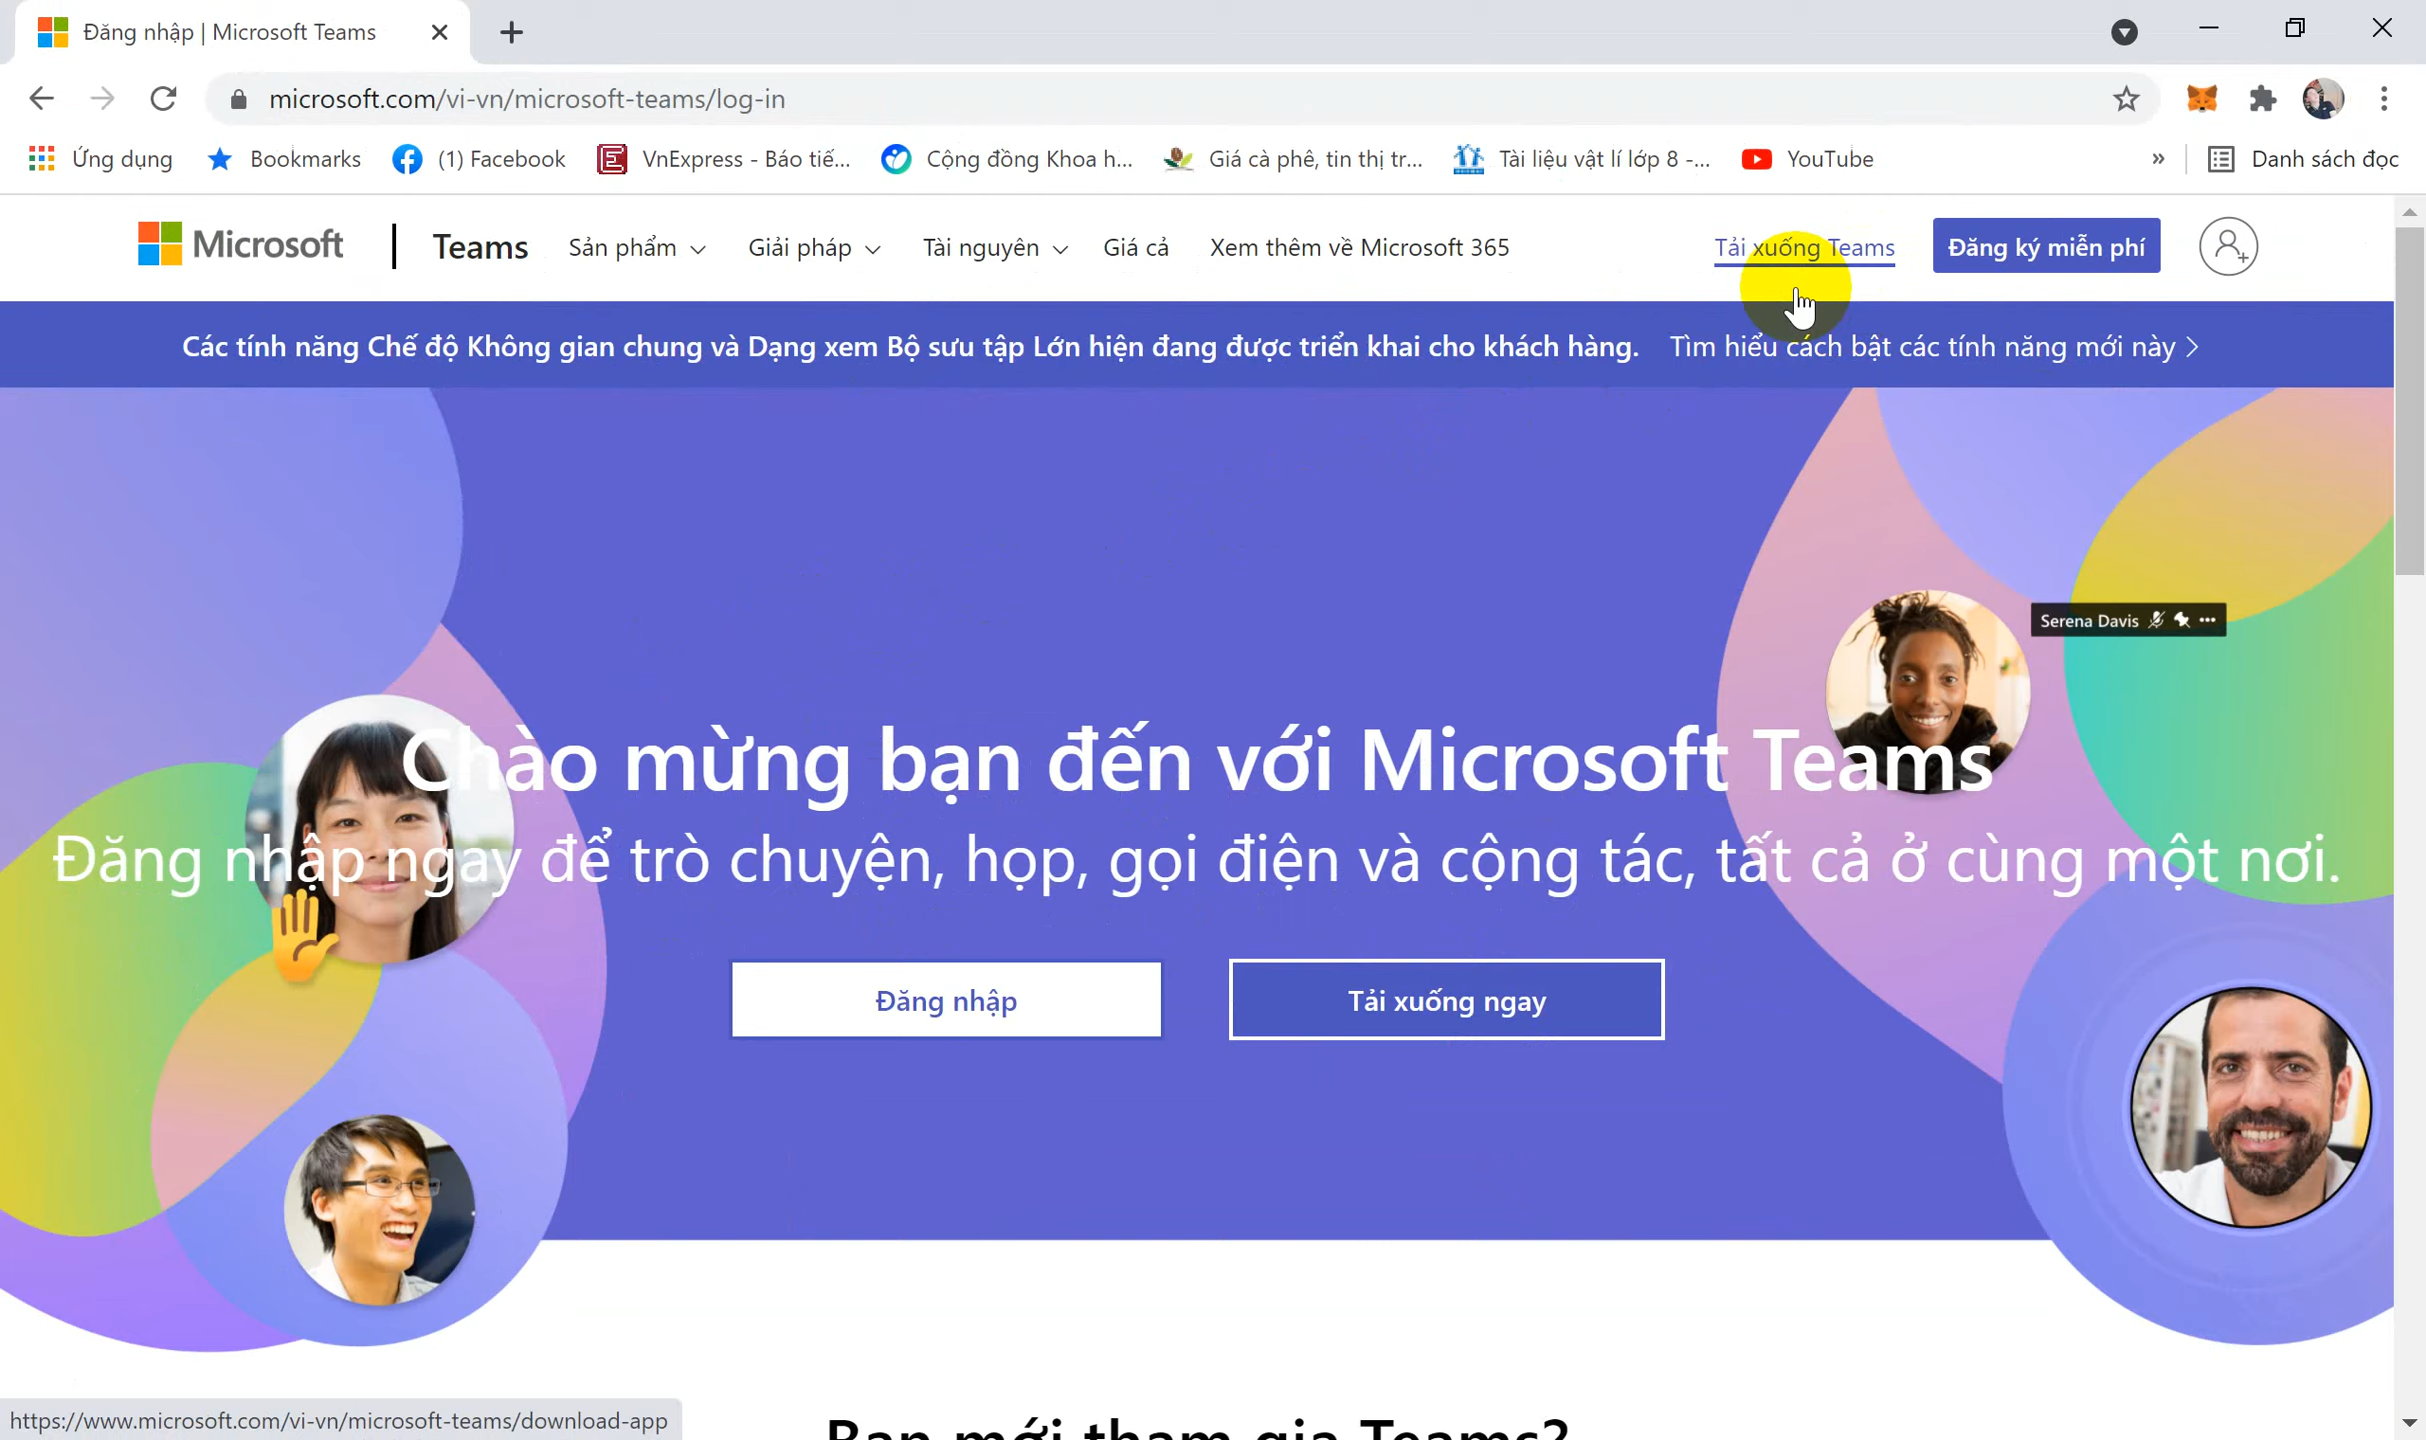 Đăng nhập | Microsoft Teams
microsoft.com/vi-vn/microsoft-teams/log-in
Ứng dụng Bookmarks (1) Facebook VnExpress - Báo tiế... Cộng đồng Khoa h... Giá cà phê, tin thị tr... Tài liệu vật lí lớp 8 -... YouTube » Danh sách đọc
Microsoft | Teams Sản phẩm Giải pháp Tài nguyên Giá cả Xem thêm về Microsoft 365 Tải xuống Teams Đăng ký miễn phí
Các tính năng Chế độ Không gian chung và Dạng xem Bộ sưu tập Lớn hiện đang được triển khai cho khách hàng. Tìm hiểu cách bật các tính năng mới này >
Serena Davis
Chào mừng bạn đến với Microsoft Teams
Đăng nhập ngay để trò chuyện, họp, gọi điện và cộng tác, tất cả ở cùng một nơi.
Đăng nhập Tải xuống ngay
Bạn mới tham gia Teams?
https://www.microsoft.com/vi-vn/microsoft-teams/download-app